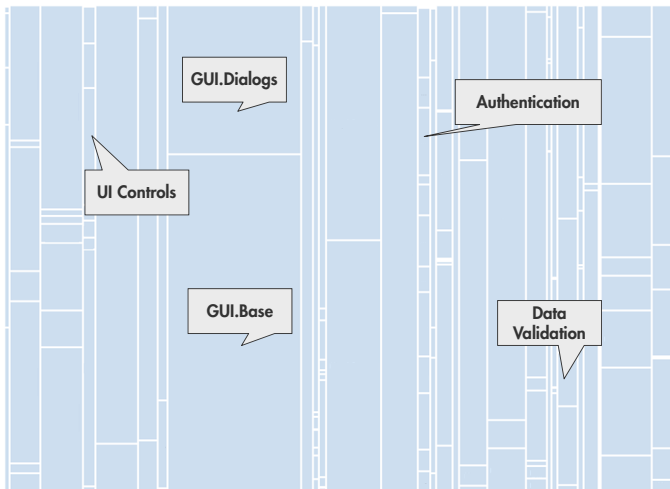 GUI.Dialogs
Authentication
UI Controls
GUI.Base
Data
Validation